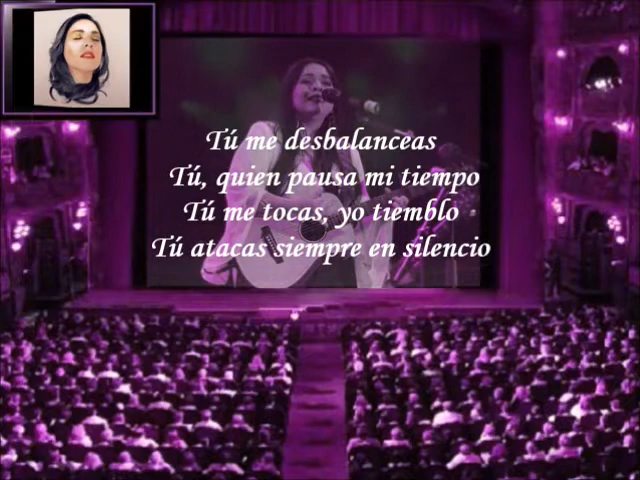 Tú me desbalanceas
Tú, quien pausa mi tiempo
Tú me tocas, yo tiemblo
Tú atacas siempre en silencio